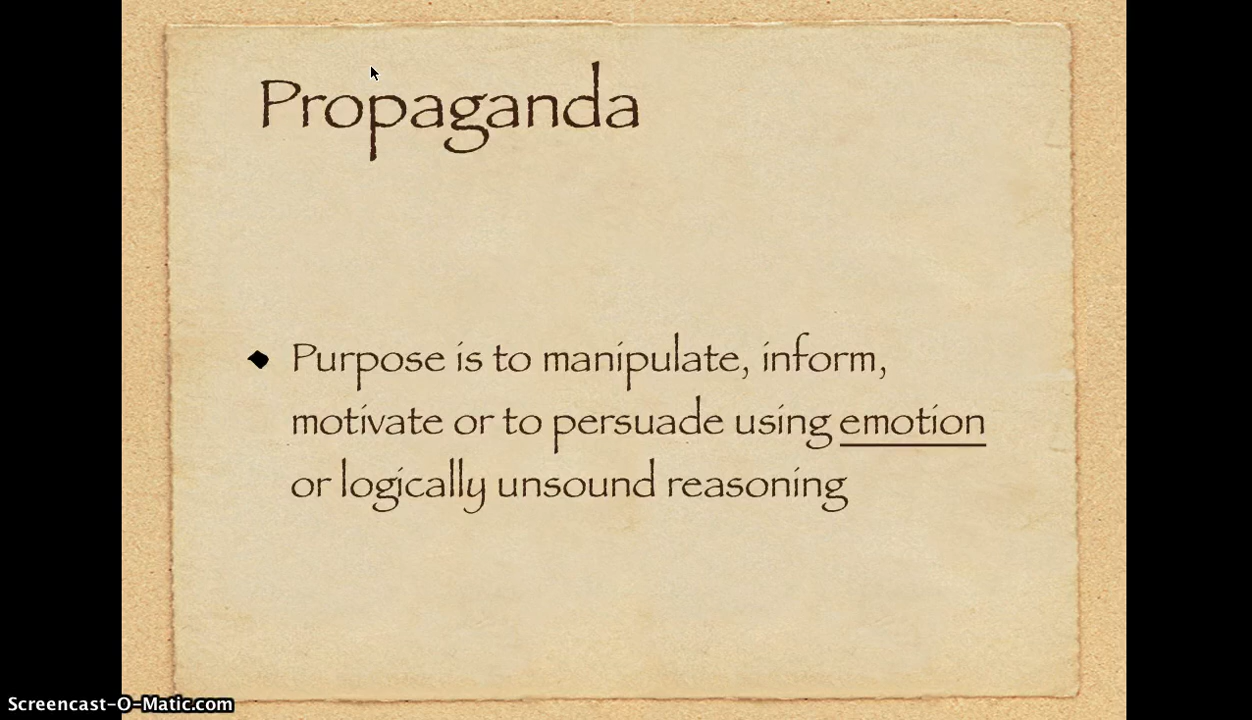 Propaganda
Purpose is to manipulate, inform,
motivate or to persuade using emotion
or logically unsound reasoning
Screencast-O-Matic.com